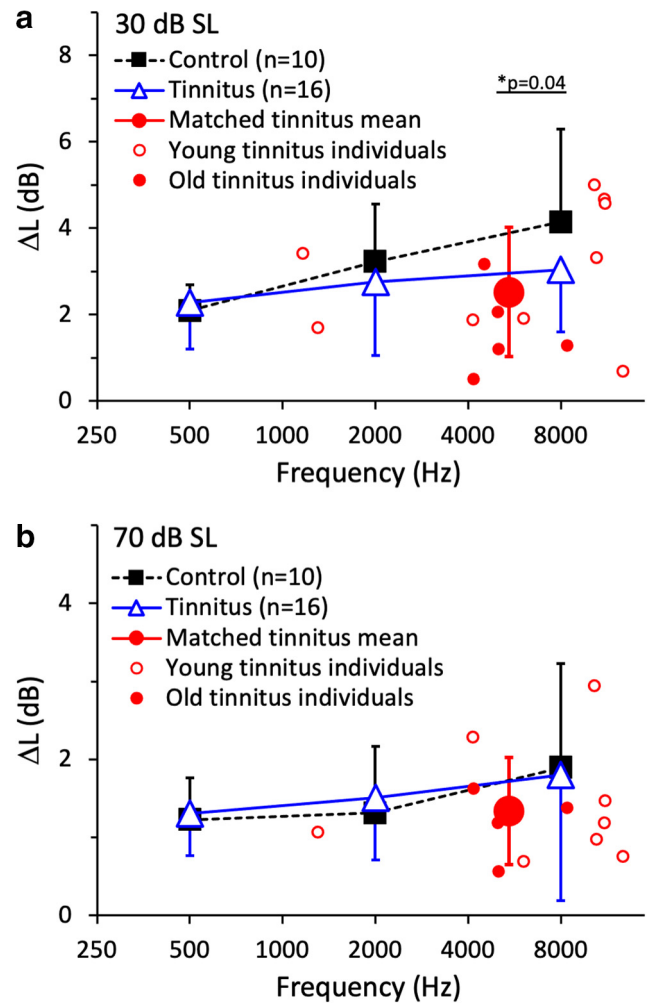 a
30 dB SL
Control (n=10)
Tinnitus (n=16)
Matched tinnitus mean
Young tinnitus individuals
Old tinnitus individuals
*p=0.04
8
6
4
2
0
ΔL (dB)
250 500 1000 2000 4000 8000
Frequency (Hz)
b
70 dB SL
Control (n=10)
Tinnitus (n=16)
Matched tinnitus mean
Young tinnitus individuals
Old tinnitus individuals
4
2
0
ΔL (dB)
250 500 1000 2000 4000 8000
Frequency (Hz)